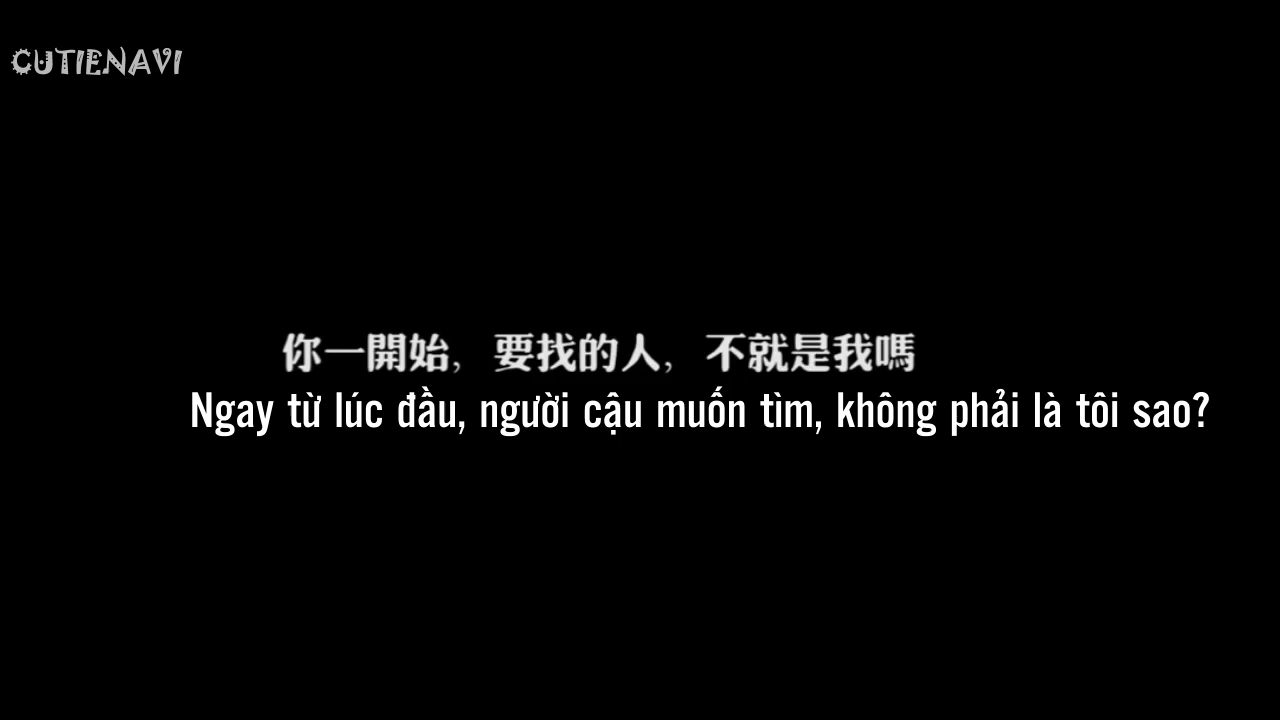 CUTIENAVI
你一開始，要找的人，不就是我嗎
Ngay từ lúc đầu, người cậu muốn tìm, không phải là tôi sao?